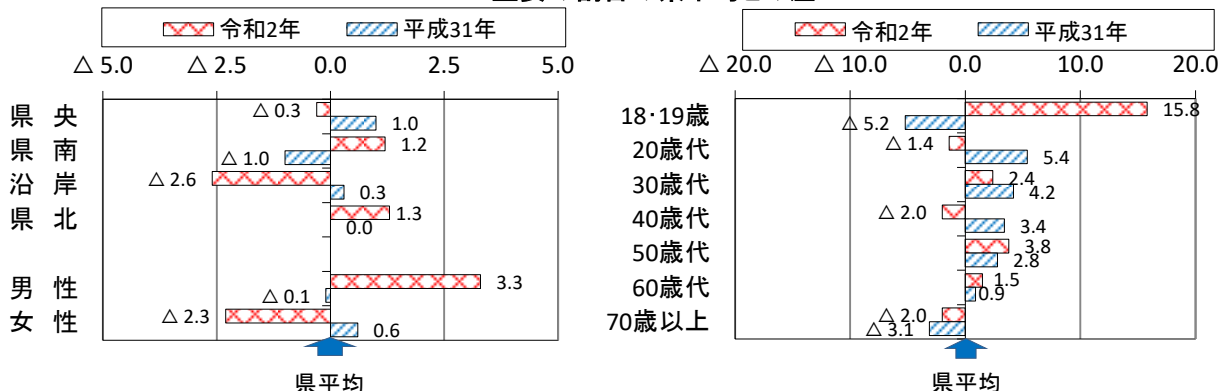 令和2年 平成31年
△ 5.0 △ 2.5 0.0 2.5 5.0
県 央 △ 0.3 1.0
県 南 1.2 △ 1.0
沿 岸 △ 2.6 0.3
県 北 1.3 0.0
男 性 3.3 △ 0.1
女 性 △ 2.3 0.6
県平均
令和2年 平成31年
△ 20.0 △ 10.0 0.0 10.0 20.0
18・19歳 15.8 △ 5.2
20歳代 △ 1.4 5.4
30歳代 2.4 4.2
40歳代 △ 2.0 3.4
50歳代 3.8 2.8
60歳代 1.5 0.9
70歳以上 △ 2.0 △ 3.1
県平均